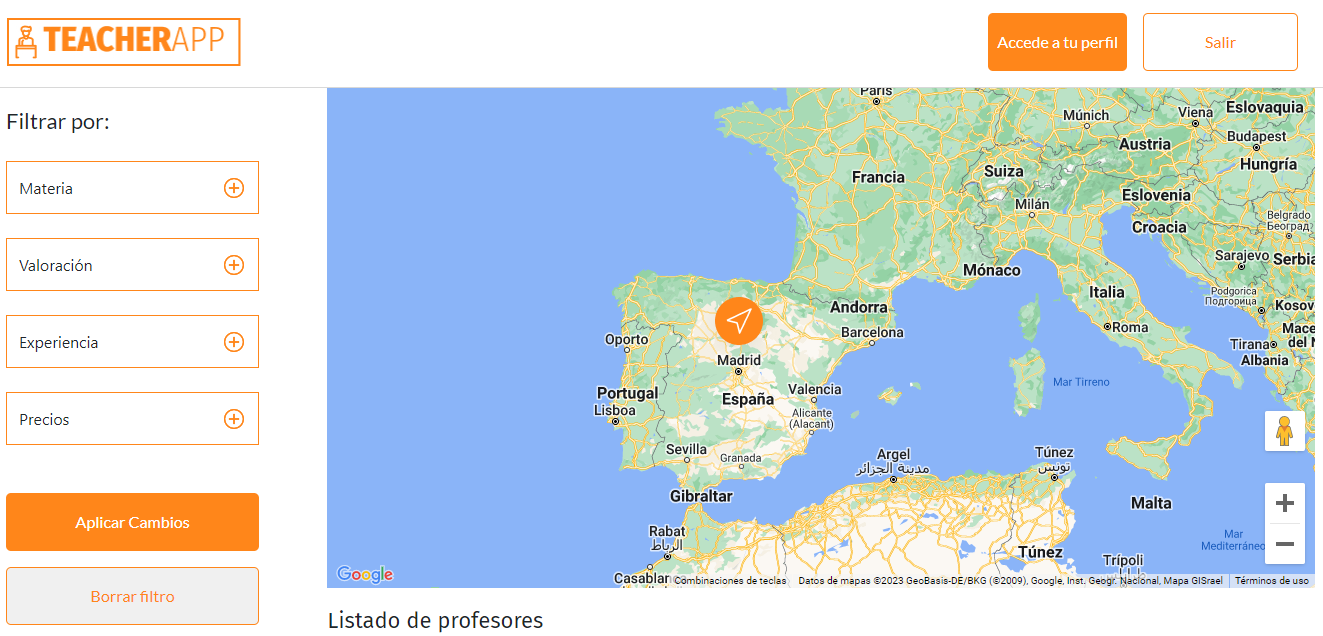 TEACHERAPP
Accede a tu perfil
Salir
Filtrar por:
Materia
Valoración
Experiencia
Precios
Aplicar Cambios
Borrar filtro
París
Múnich
Viena
Eslovaquia
Budapest
Austria
Hungría
Francia
Suiza
Eslovenia
Milán
Croacia
Belgrado
Београд
Sarajevo
Serbia
Mónaco
Italia
Podgorica
Подгорица
Kosov
Andorra
Barcelona
Roma
Mace
del N
Tirana
Albania
Oporto
Madrid
Mar Tirreno
Portugal
Lisboa
España
Valencia
Alicante
(Alacant)
Sevilla
Granada
Argel
مدينة الجزائر
Túnez
تونس
Gibraltar
Malta
Rabat
الرباط
Mar
Mediterráneo
Túnez
Trípoli
Casablan
Google
Combinaciones de teclas
Datos de mapas ©2023 GeoBasis-DE/BKG (©2009), Google, Inst. Geogr. Nacional, Mapa GISrael
Términos de uso
Listado de profesores